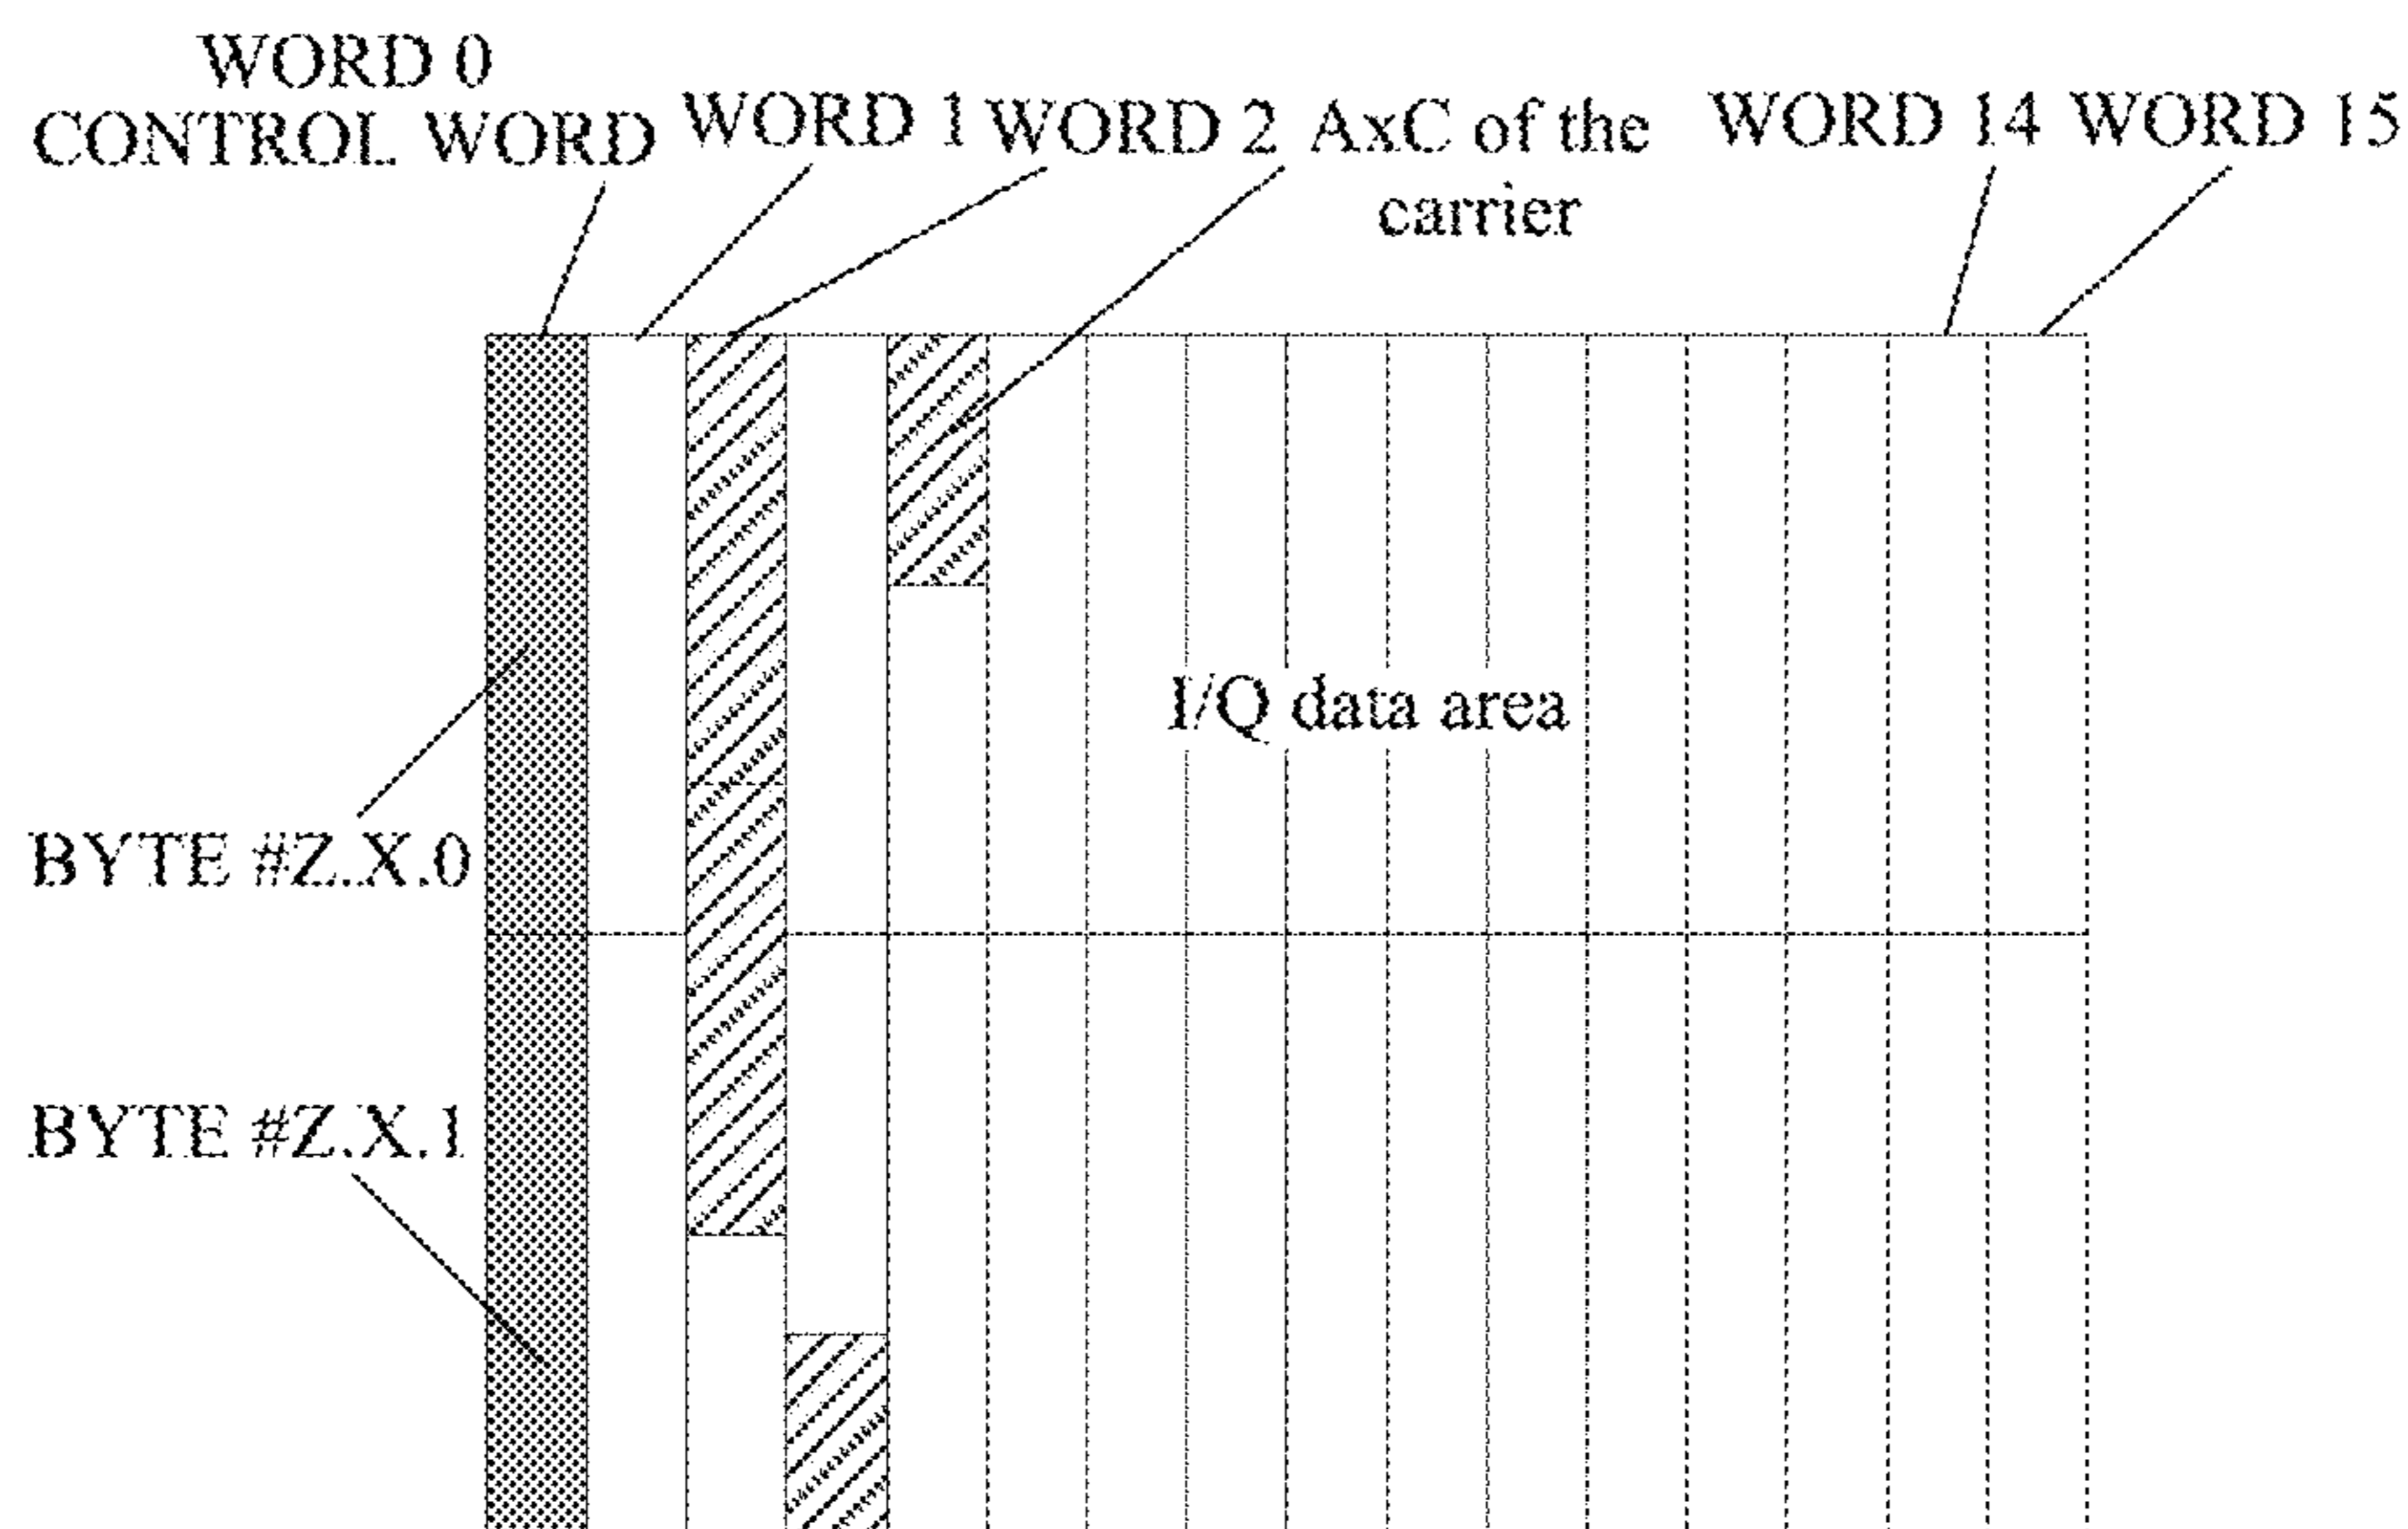 WORD 0
CONTROL WORD
WORD 1
WORD 2
AxC of the
carrier
WORD 14
WORD 15
I/Q data area
BYTE #Z.X.0
BYTE #Z.X.1